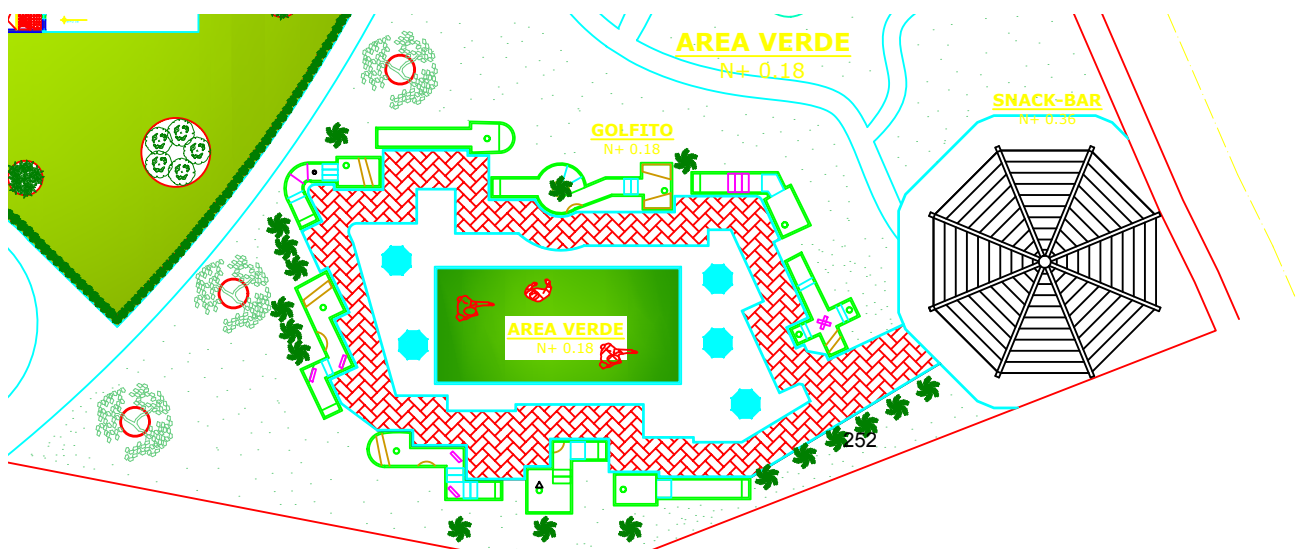 AREA VERDE
N+ 0.18
SNACK-BAR
N+ 0.36
GOLFITO
N+ 0.18
AREA VERDE
N+ 0.18
252